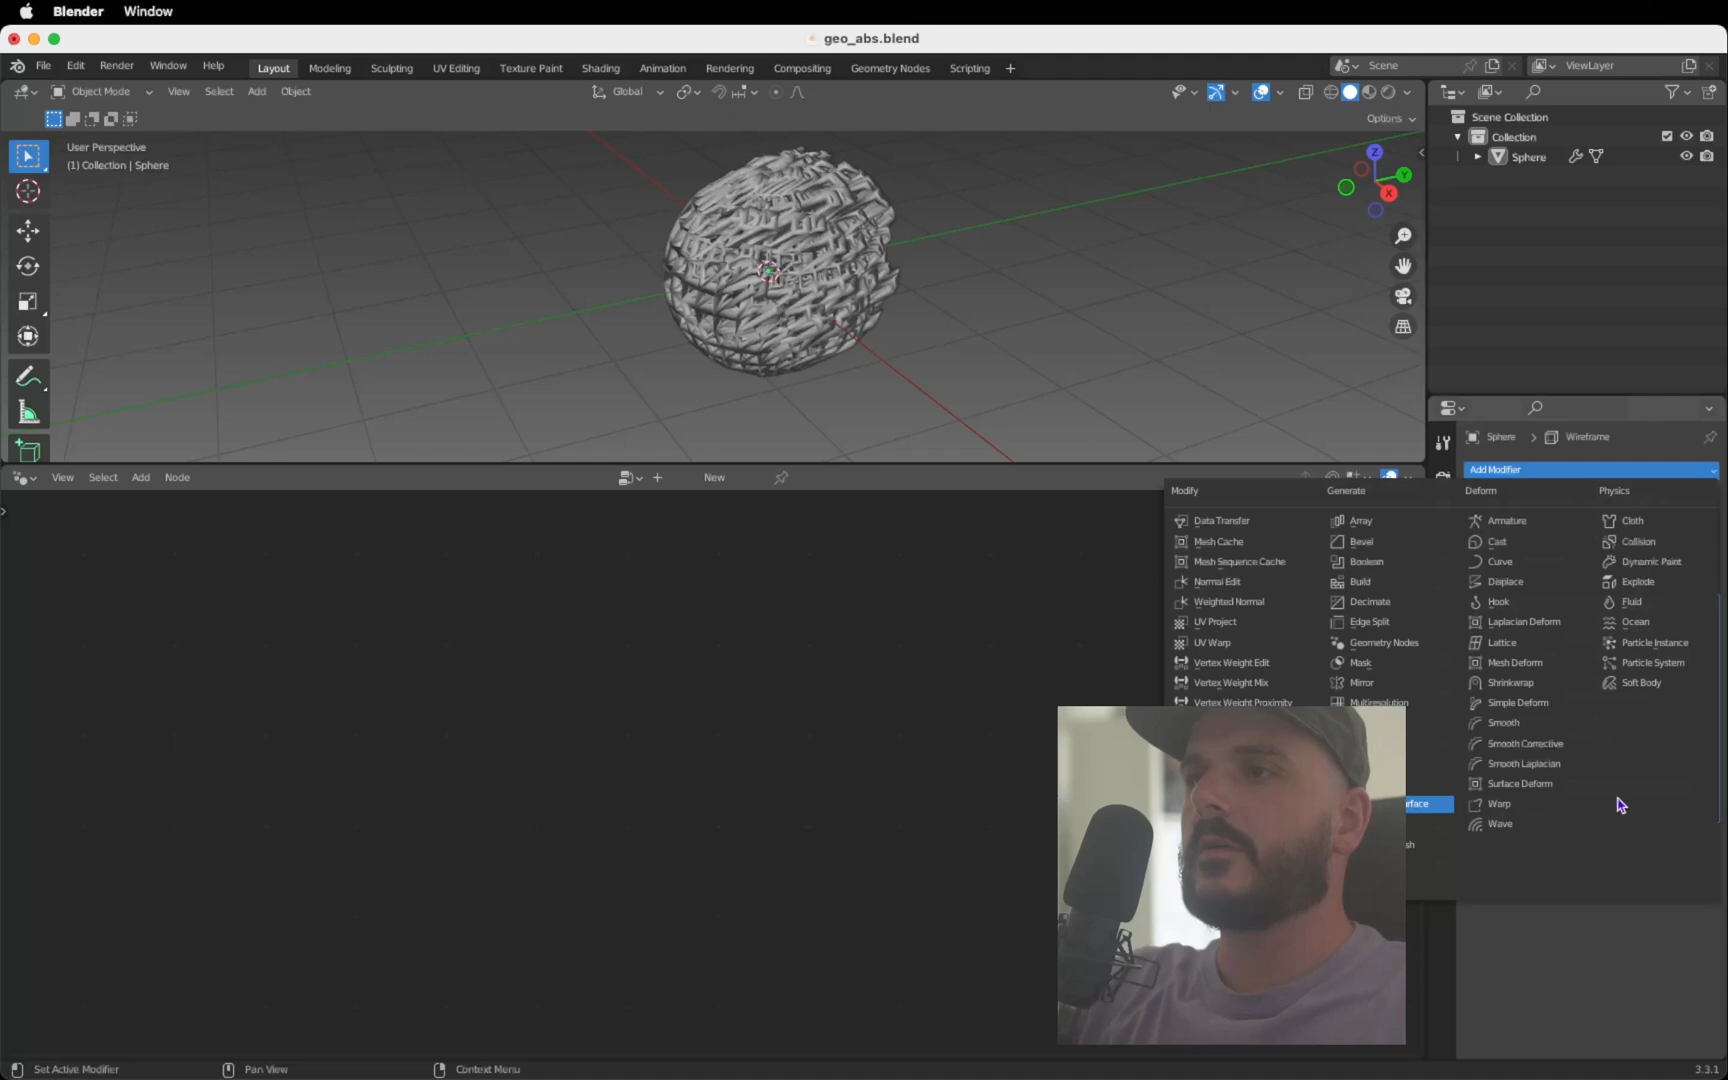 Blender Window
geo_abs.blend
File Edit Render Window Help Layout Modeling Sculpting UV Editing Texture Paint Shading Animation Rendering Compositing Geometry Nodes Scripting + Scene ViewLayer
Object Mode View Select Add Object Global
Options
User Perspective
(1) Collection | Sphere
Z
Y
X
Scene Collection
Collection
Sphere
Sphere > Wireframe
Add Modifier
View Select Add Node New
Modify Generate Deform Physics
Data Transfer Array Armature Cloth
Mesh Cache Bevel Cast Collision
Mesh Sequence Cache Boolean Curve Dynamic Paint
Normal Edit Build Displace Explode
Weighted Normal Decimate Hook Fluid
UV Project Edge Split Laplacian Deform Ocean
UV Warp Geometry Nodes Lattice Particle Instance
Vertex Weight Edit Mask Mesh Deform Particle System
Vertex Weight Mix Mirror Shrinkwrap Soft Body
Vertex Weight Proximity Multiresolution Simple Deform
Smooth
Smooth Corrective
Smooth Laplacian
Surface Deform
Warp
Wave
Set Active Modifier Pan View Context Menu 3.3.1